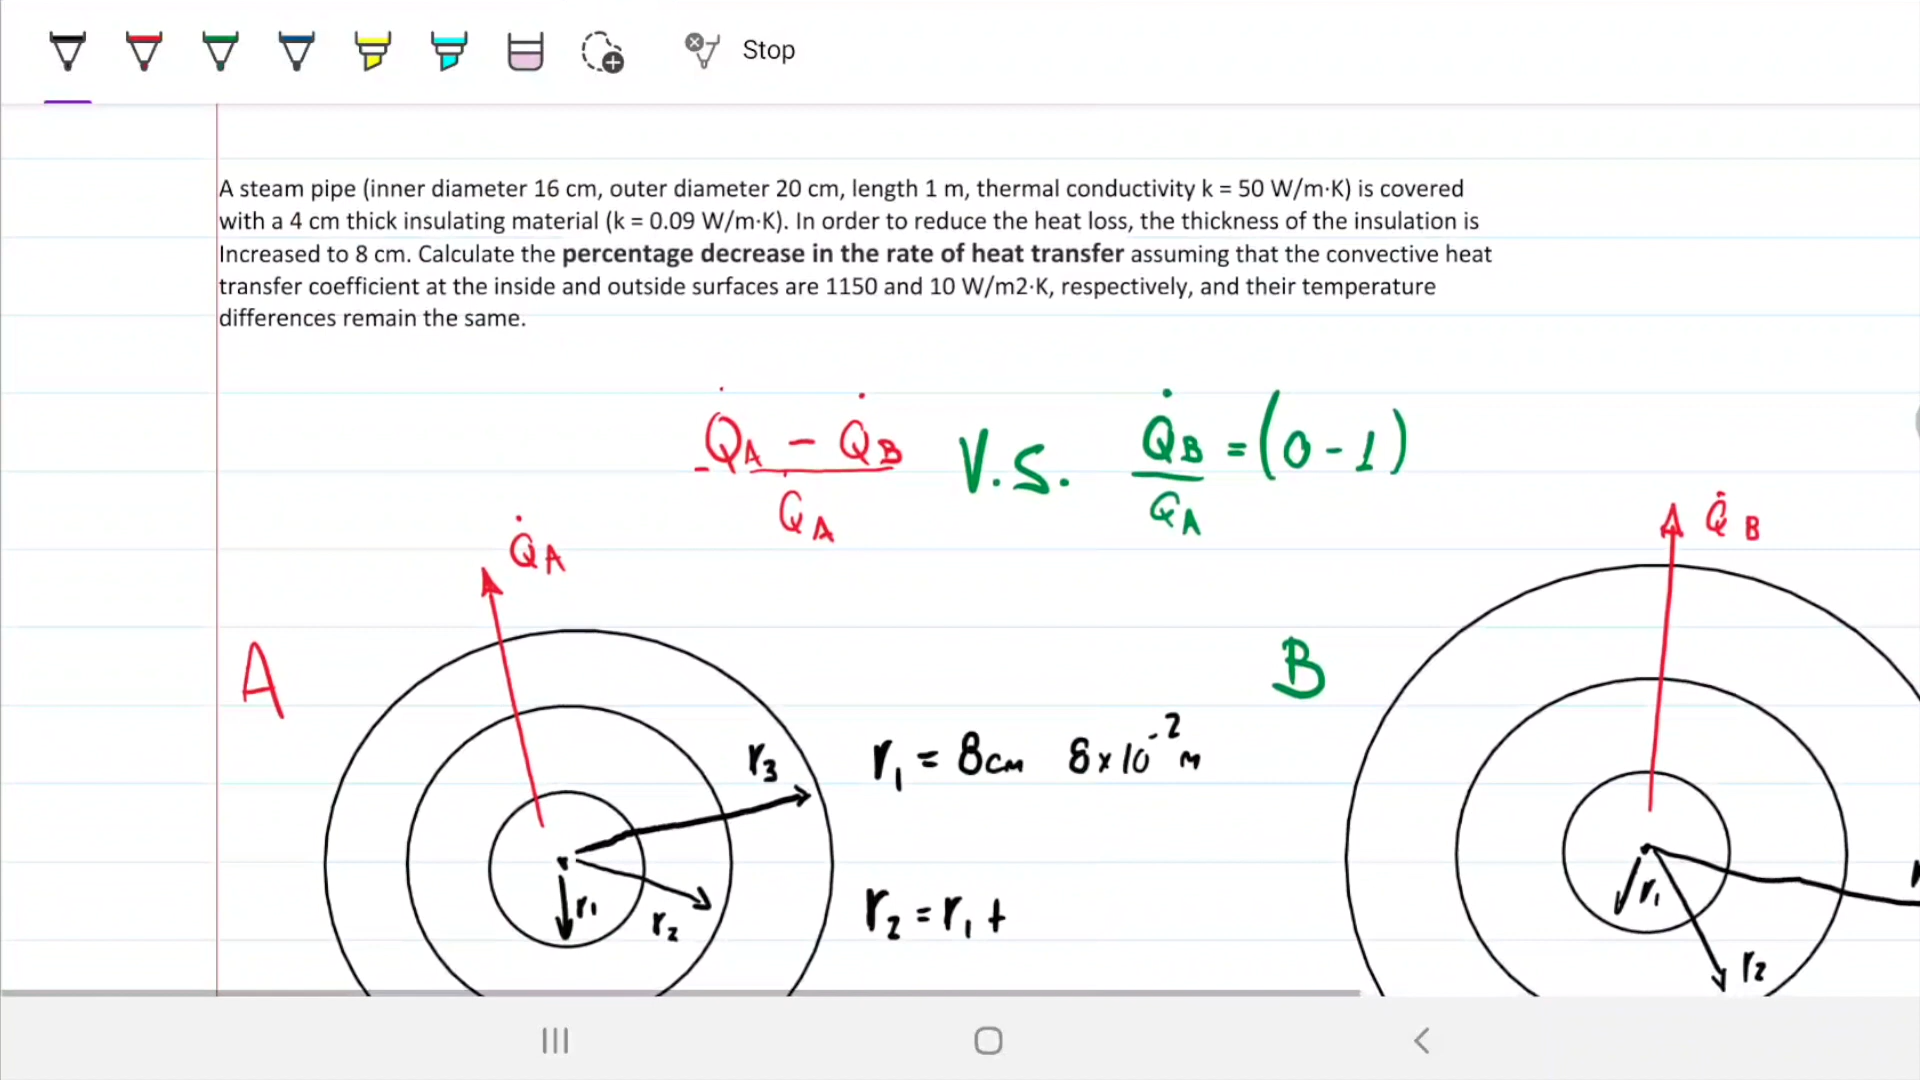 Stop
A steam pipe (inner diameter 16 cm, outer diameter 20 cm, length 1 m, thermal conductivity k = 50 W/m·K) is covered
with a 4 cm thick insulating material (k = 0.09 W/m·K). In order to reduce the heat loss, the thickness of the insulation is
Increased to 8 cm. Calculate the percentage decrease in the rate of heat transfer assuming that the convective heat
transfer coefficient at the inside and outside surfaces are 1150 and 10 W/m2·K, respectively, and their temperature
differences remain the same.
Q̇A - Q̇B V.S. Q̇B = (0 - 1)
QA QA
Q̇A Q̇B
A B
r3 r1 = 8cm 8x10^-2 m
r1 r2 r2 = r1 + r1
r2